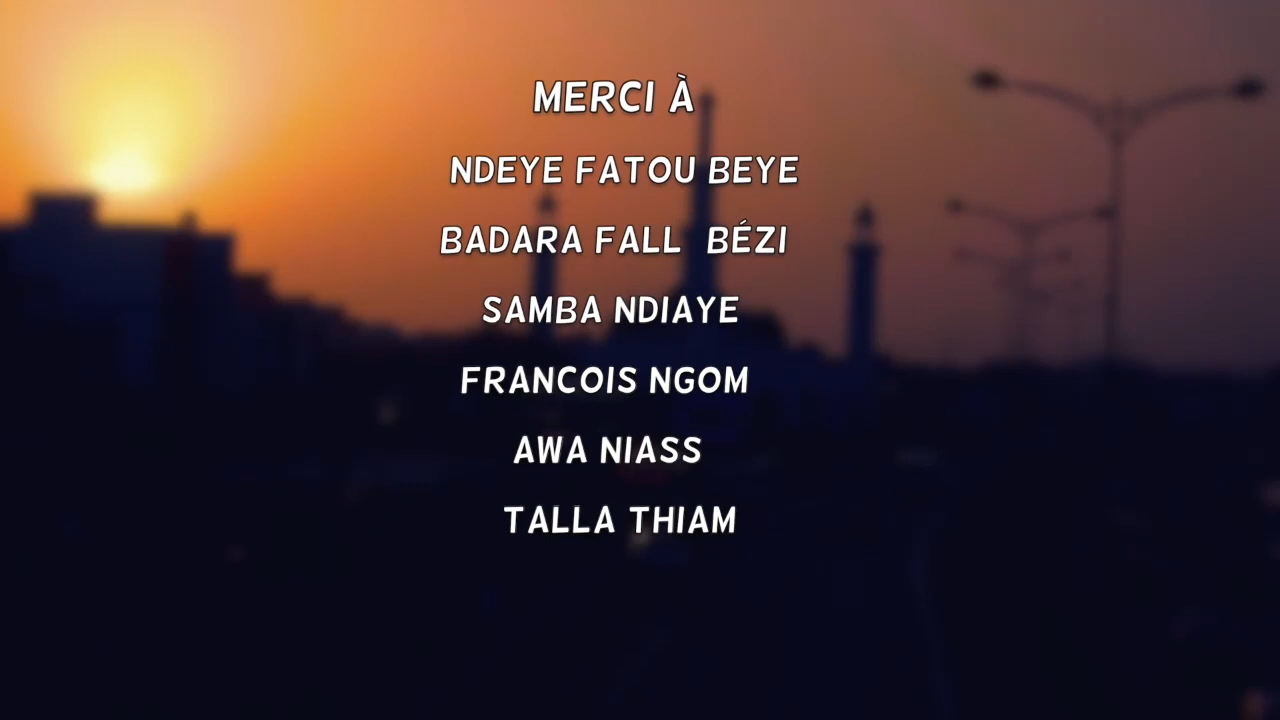 MERCI À
NDEYE FATOU BEYE
BADARA FALL  BÉZI
SAMBA NDIAYE
FRANCOIS NGOM
AWA NIASS
TALLA THIAM